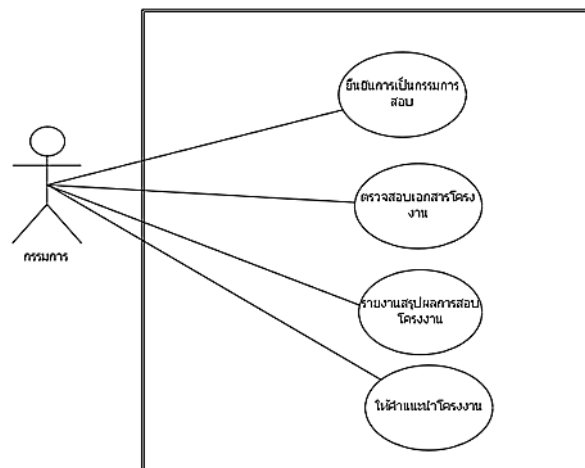 ยืนยันการเป็นกรรมการ
สอบ
ตรวจสอบเอกสารโครง
งาน
กรรมการ
รายงานสรุปผลการสอบ
โครงงาน
ให้คำแนะนำโครงงาน